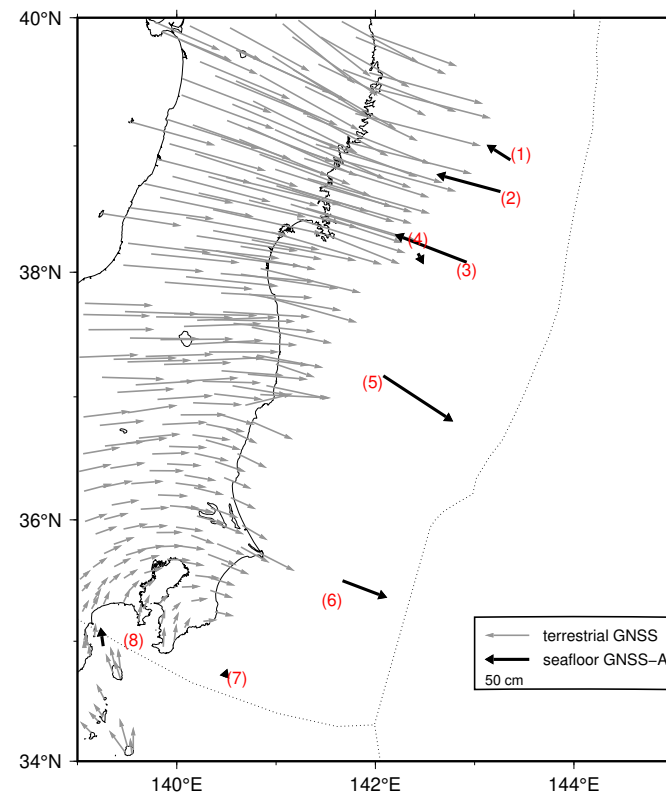 40°N
(1)
(2)
(4)
(3)
38°N
(5)
36°N
(6)
terrestrial GNSS
(8)
seafloor GNSS−A
(7)
50 cm
34°N
140°E
142°E
144°E